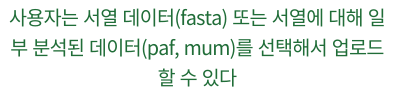 사용자는 서열 데이터(fasta) 또는 서열에 대해 일
부 분석된 데이터(paf, mum)를 선택해서 업로드
할 수 있다